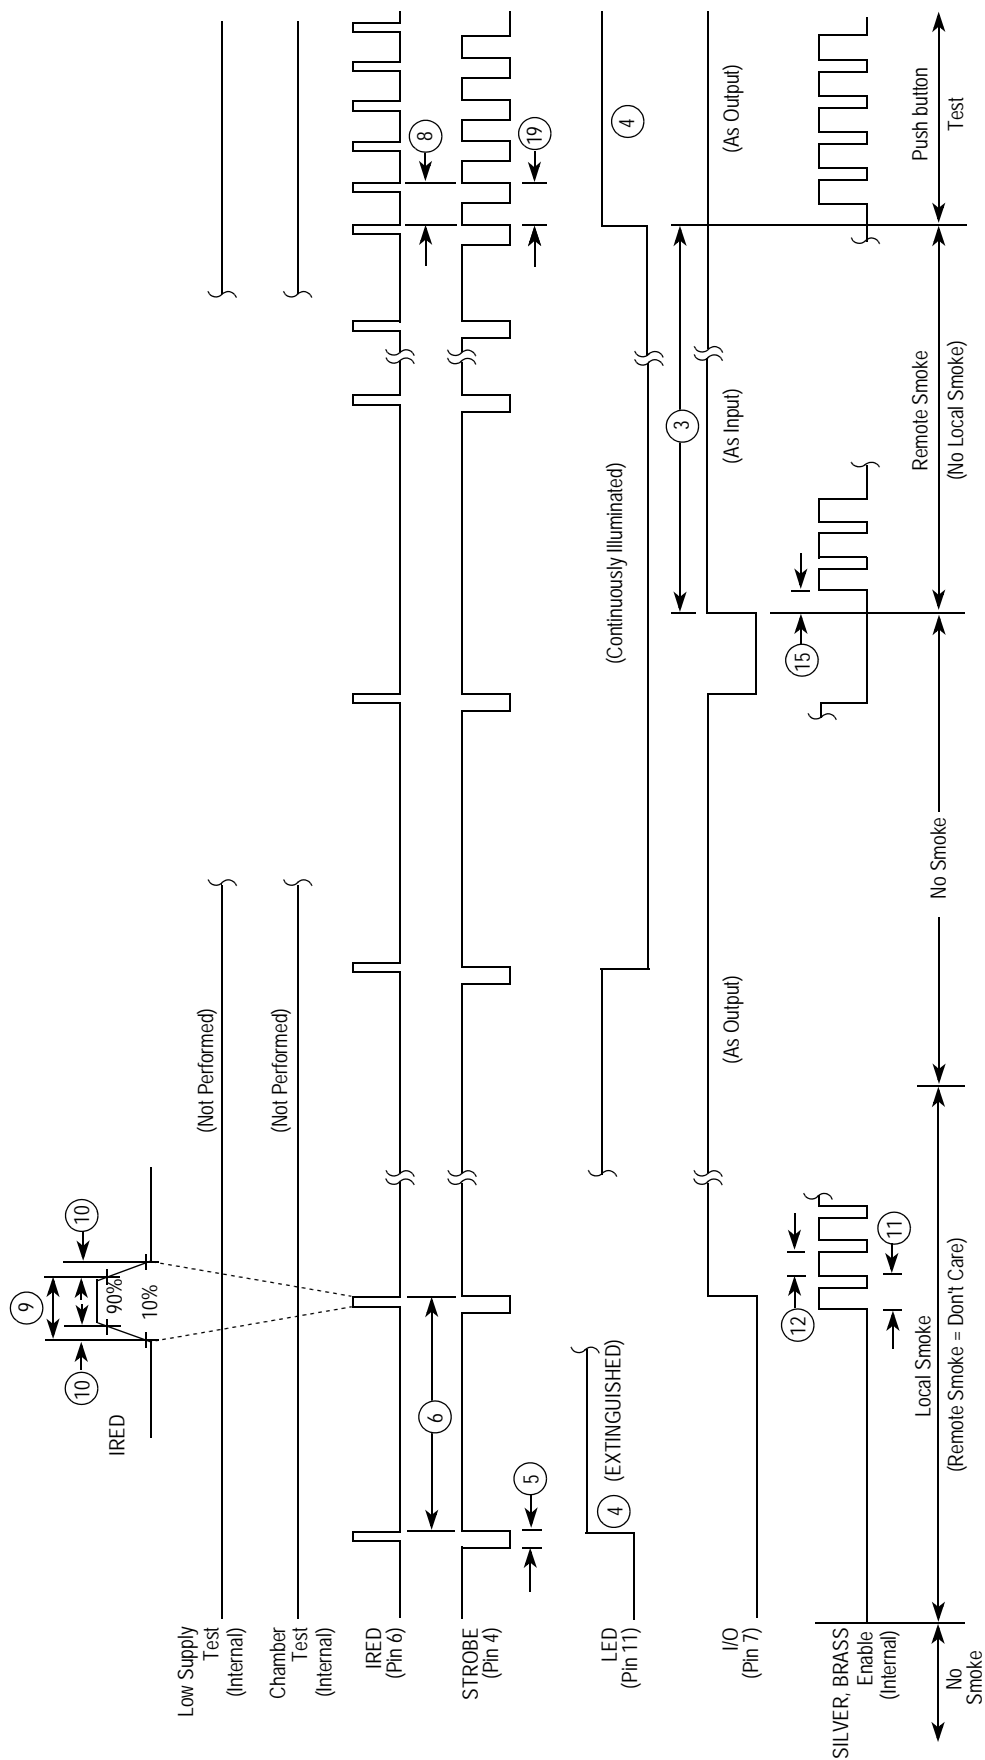 Low Supply
Test
(Internal)
(Not Performed)
Chamber
Test
(Internal)
(Not Performed)
IRED
10
9
10
90%
10%
IRED
(Pin 6)
6
8
STROBE
(Pin 4)
5
19
LED
(Pin 11)
4
(EXTINGUISHED)
(Continuously Illuminated)
4
I/O
(Pin 7)
(As Output)
3
(As Input)
(As Output)
SILVER, BRASS
Enable
(Internal)
12
11
15
No
Smoke
Local Smoke
(Remote Smoke = Don't Care)
No Smoke
Remote Smoke
(No Local Smoke)
Push button
Test